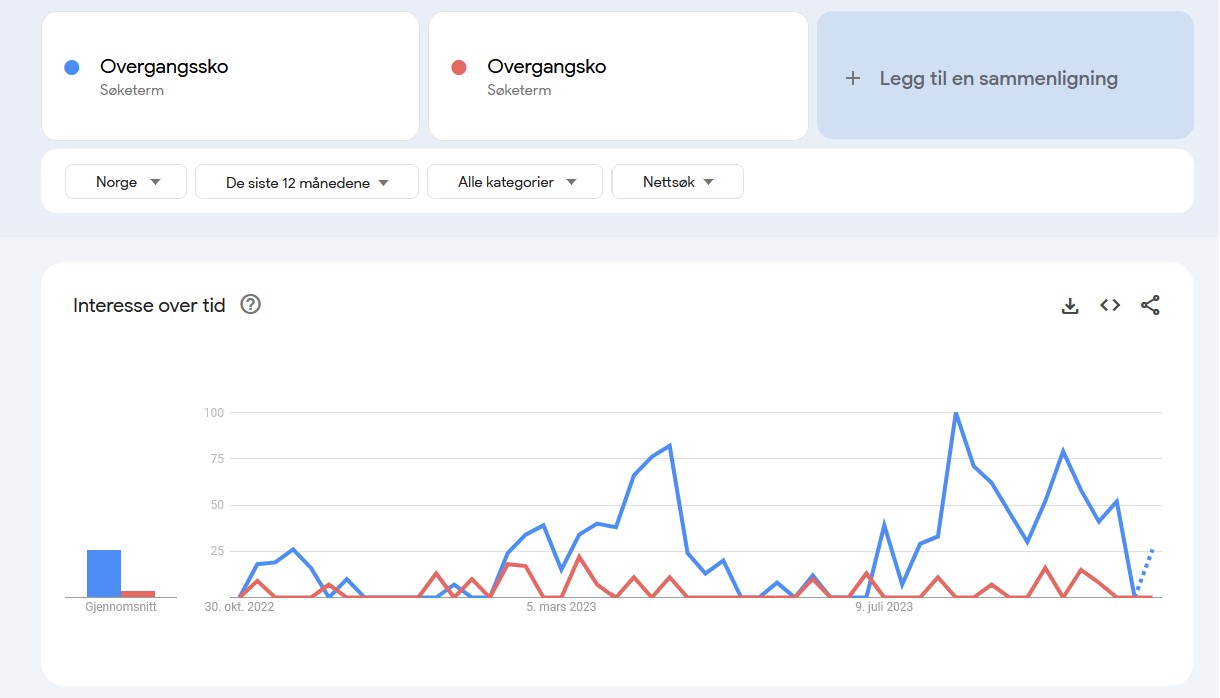 Overgangssko
Søketerm
Overgangsko
Søketerm
+ Legg til en sammenligning
Norge
De siste 12 månedene
Alle kategorier
Nettsøk
Interesse over tid
?
100
75
50
25
Gjennomsnitt
30. okt. 2022
5. mars 2023
9. juli 2023